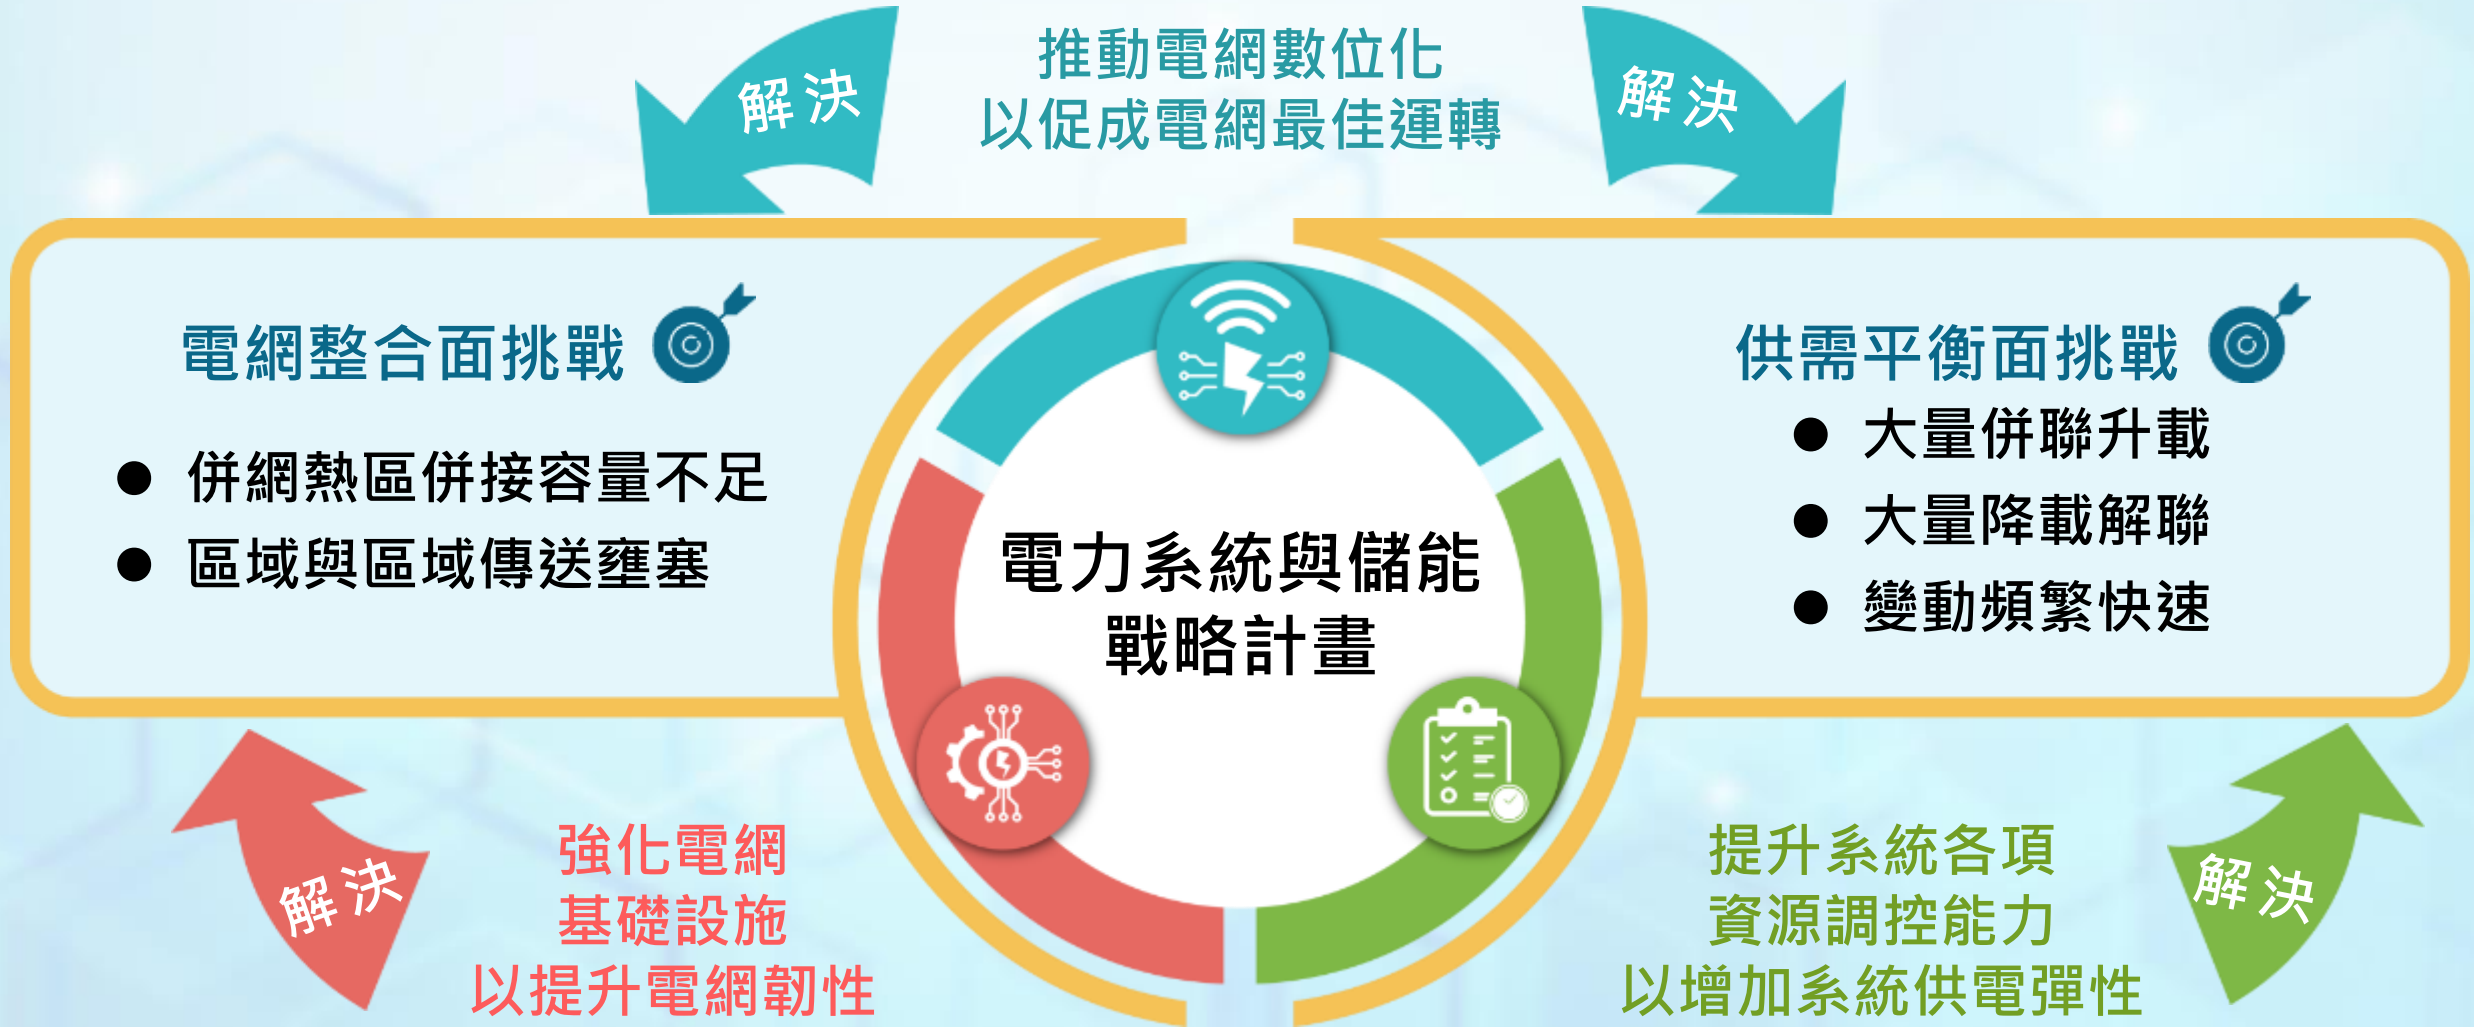 推動電網數位化
以促成電網最佳運轉
解決
解決
電網整合面挑戰
併網熱區併接容量不足
區域與區域傳送壅塞
電力系統與儲能
戰略計畫
供需平衡面挑戰
大量併聯升載
大量降載解聯
變動頻繁快速
解決
強化電網
基礎設施
以提升電網韌性
提升系統各項
資源調控能力
以增加系統供電彈性
解決